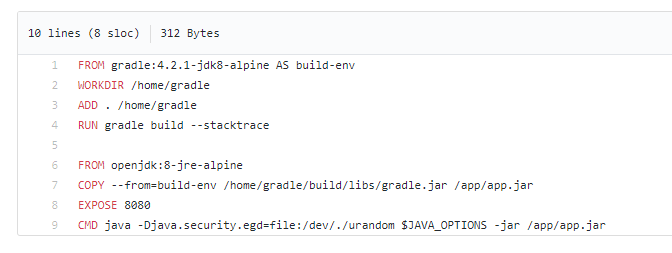 10 lines (8 sloc) 312 Bytes
1 FROM gradle:4.2.1-jdk8-alpine AS build-env
2 WORKDIR /home/gradle
3 ADD . /home/gradle
4 RUN gradle build --stacktrace
5
6 FROM openjdk:8-jre-alpine
7 COPY --from=build-env /home/gradle/build/libs/gradle.jar /app/app.jar
8 EXPOSE 8080
9 CMD java -Djava.security.egd=file:/dev/./urandom $JAVA_OPTIONS -jar /app/app.jar